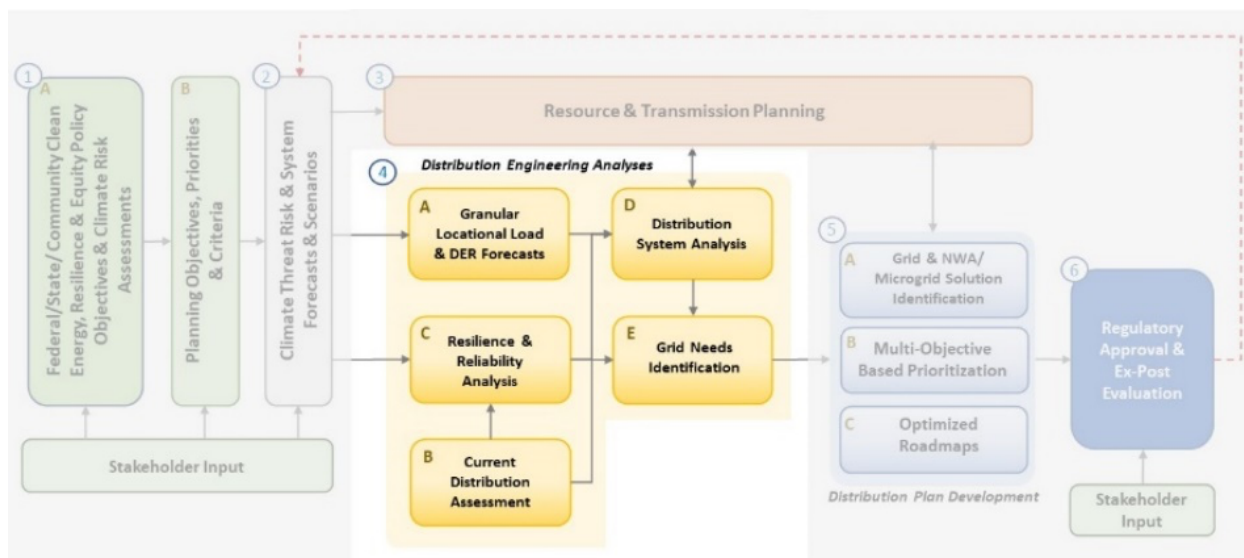 1
A
Federal/State/ Community Clean
Energy, Resilience & Equity Policy
Objectives & Climate Risk
Assessments
B
Planning Objectives, Priorities
& Criteria
2
Climate Threat Risk & System
Forecasts & Scenarios
Stakeholder Input
3
Resource & Transmission Planning
4
Distribution Engineering Analyses
A
Granular
Locational Load
& DER Forecasts
D
Distribution
System Analysis
C
Resilience &
Reliability
Analysis
E
Grid Needs
Identification
B
Current
Distribution
Assessment
5
A
Grid & NWA/
Microgrid Solution
Identification
B
Multi-Objective
Based Prioritization
C
Optimized
Roadmaps
Distribution Plan Development
6
Regulatory
Approval &
Ex-Post
Evaluation
Stakeholder
Input